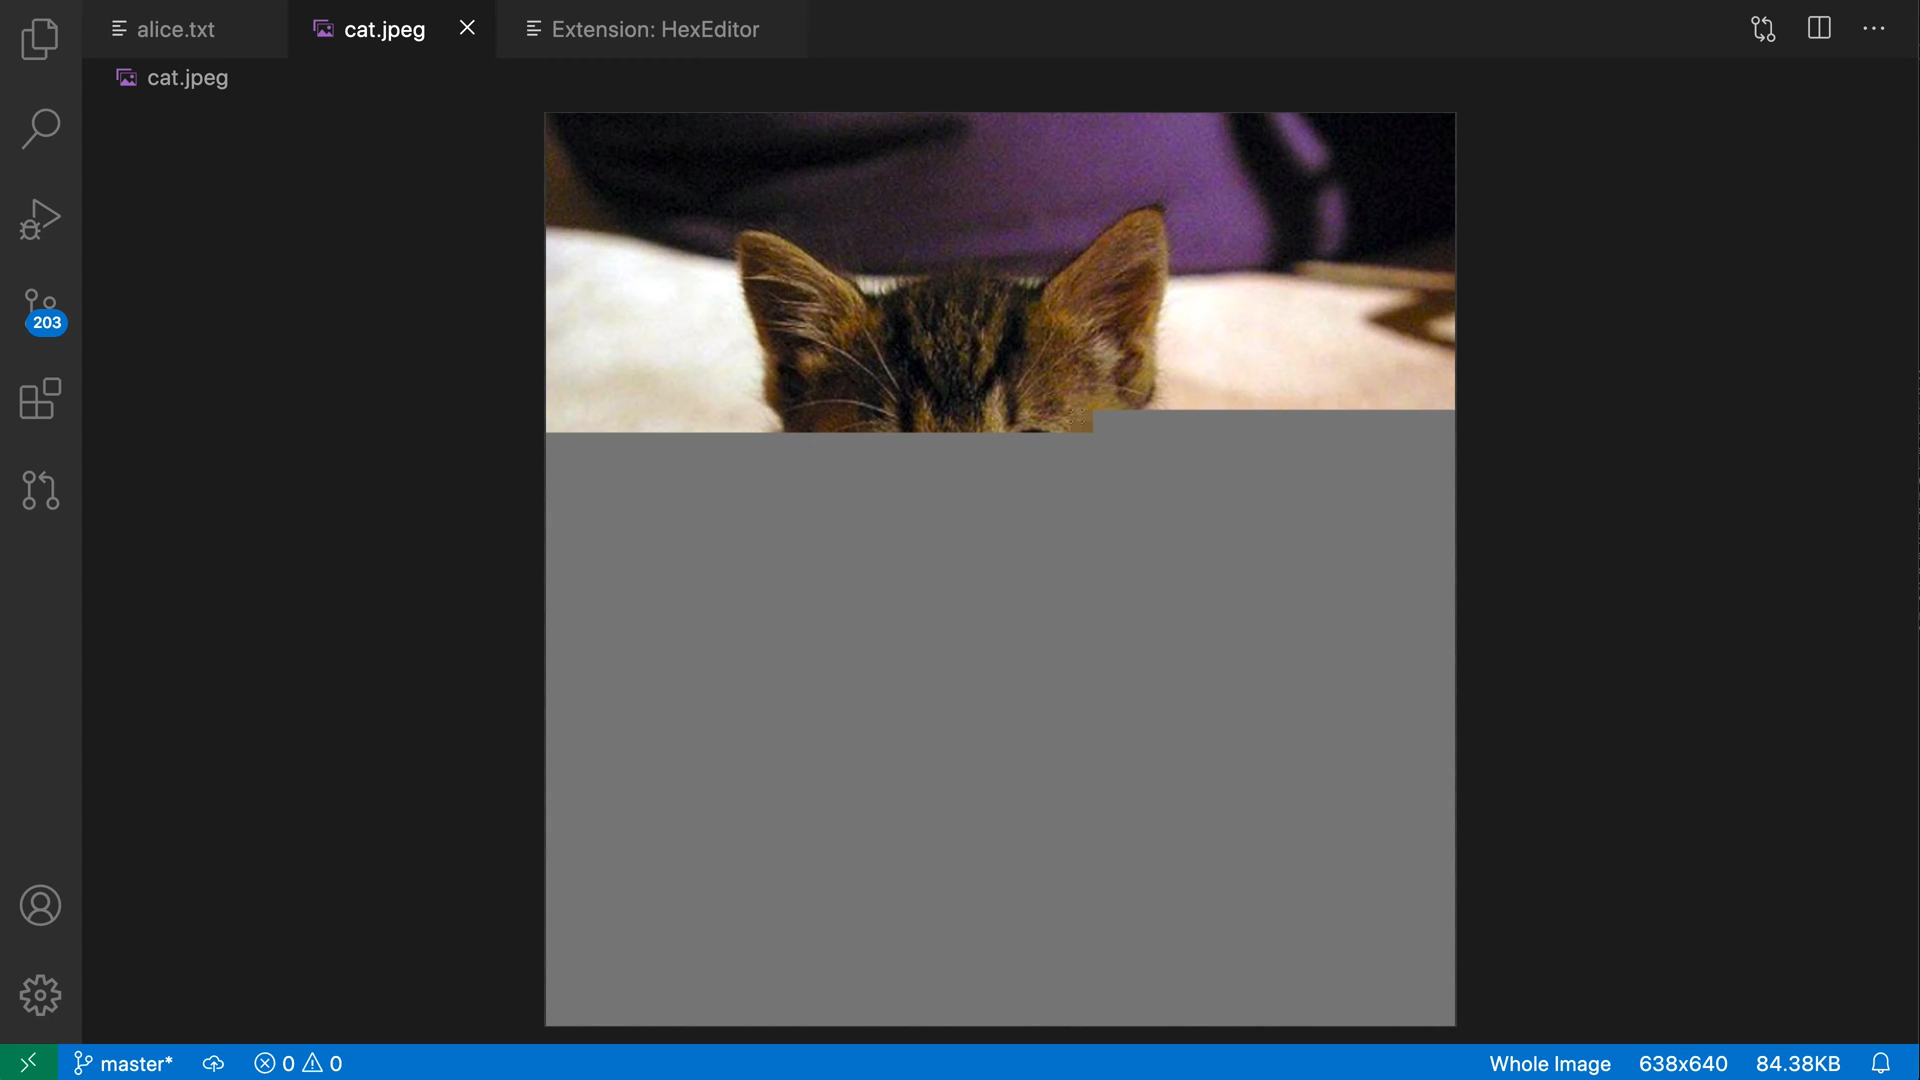 alice.txt
cat.jpeg
Extension: HexEditor
cat.jpeg
203
master*
0
0
Whole Image
638x640
84.38KB